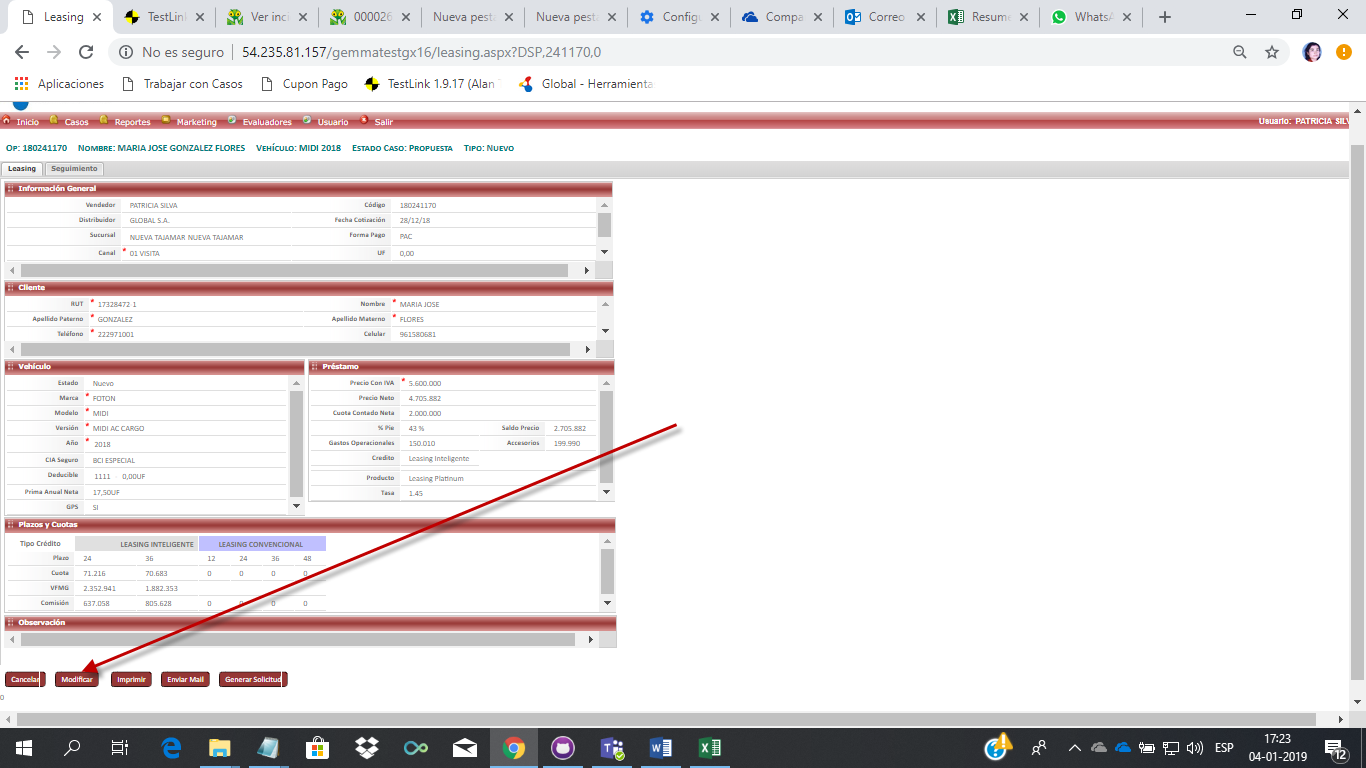 Leasing TestLink Ver inci 000026 Nueva pest Nueva pest Configu Compa Correo Resume WhatsA
No es seguro 54.235.81.157/gemmatestgx16/leasing.aspx?DSP,241170,0
Aplicaciones Trabajar con Casos Cupon Pago TestLink 1.9.17 (Alan Global - Herramienta
Inicio Casos Reportes Marketing Evaluadores Usuario Salir Usuario: PATRICIA SILV
Op: 180241170 Nombre: MARIA JOSE GONZALEZ FLORES Vehículo: MIDI 2018 Estado Caso: Propuesta Tipo: Nuevo
Leasing Seguimiento
Información General
Vendedor PATRICIA SILVA Código 180241170
Distribuidor GLOBAL S.A. Fecha Cotización 28/12/18
Sucursal NUEVA TAJAMAR NUEVA TAJAMAR Forma Pago PAC
Canal * 01 VISITA UF 0,00
Cliente
RUT * 17328472 1 Nombre * MARIA JOSE
Apellido Paterno * GONZALEZ Apellido Materno * FLORES
Teléfono * 222971001 Celular 961580681
Vehículo Préstamo
Estado Nuevo Precio Con IVA * 5.600.000
Marca * FOTON Precio Neto 4.705.882
Modelo * MIDI Cuota Contado Neta 2.000.000
Versión * MIDI AC CARGO % Pie 43 % Saldo Precio 2.705.882
Año * 2018 Gastos Operacionales 150.010 Accesorios 199.990
CIA Seguro BCI ESPECIAL Credito Leasing Inteligente
Deducible 1111 0,00UF Producto Leasing Platinum
Prima Anual Neta 17,50UF Tasa 1.45
GPS SI
Plazos y Cuotas
Tipo Crédito LEASING INTELIGENTE LEASING CONVENCIONAL
Plazo 24 36 12 24 36 48
Cuota 71.216 70.683 0 0 0 0
VFMG 2.352.941 1.882.353
Comisión 637.058 805.628 0 0 0 0
Observación
Cancelar Modificar Imprimir Enviar Mail Generar Solicitud
0
ESP 17:23
04-01-2019 12